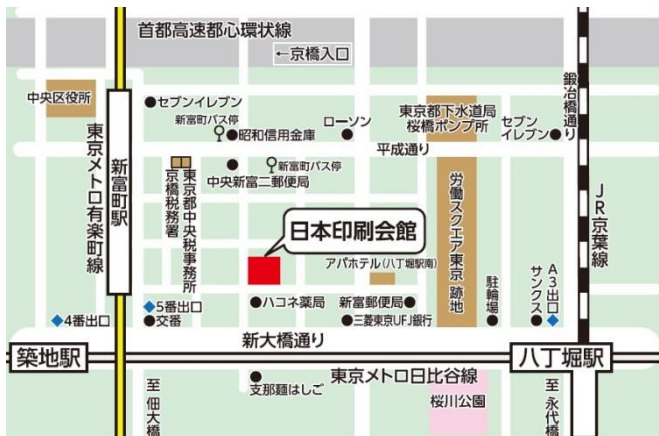 首都高速都心環状線
←京橋入口
中央区役所
セブンイレブン
新富町バス停
昭和信用金庫
ローソン
東京都下水道局
桜橋ポンプ所
セブン
イレブン
鍛冶橋通り
平成通り
新富町バス停
中央新富二郵便局
東京メトロ有楽町線
新富町駅
京橋税務署
東京都中央税事務所
日本印刷会館
アパホテル(八丁堀駅南)
労働スクエア東京 跡地
JR京葉線
ハコネ薬局
新富郵便局
駐輪場
サンクス
A3出口
4番出口
5番出口
交番
三菱東京UFJ銀行
新大橋通り
築地駅
八丁堀駅
東京メトロ日比谷線
支那麺はしご
桜川公園
至 佃大橋
至 永代橋